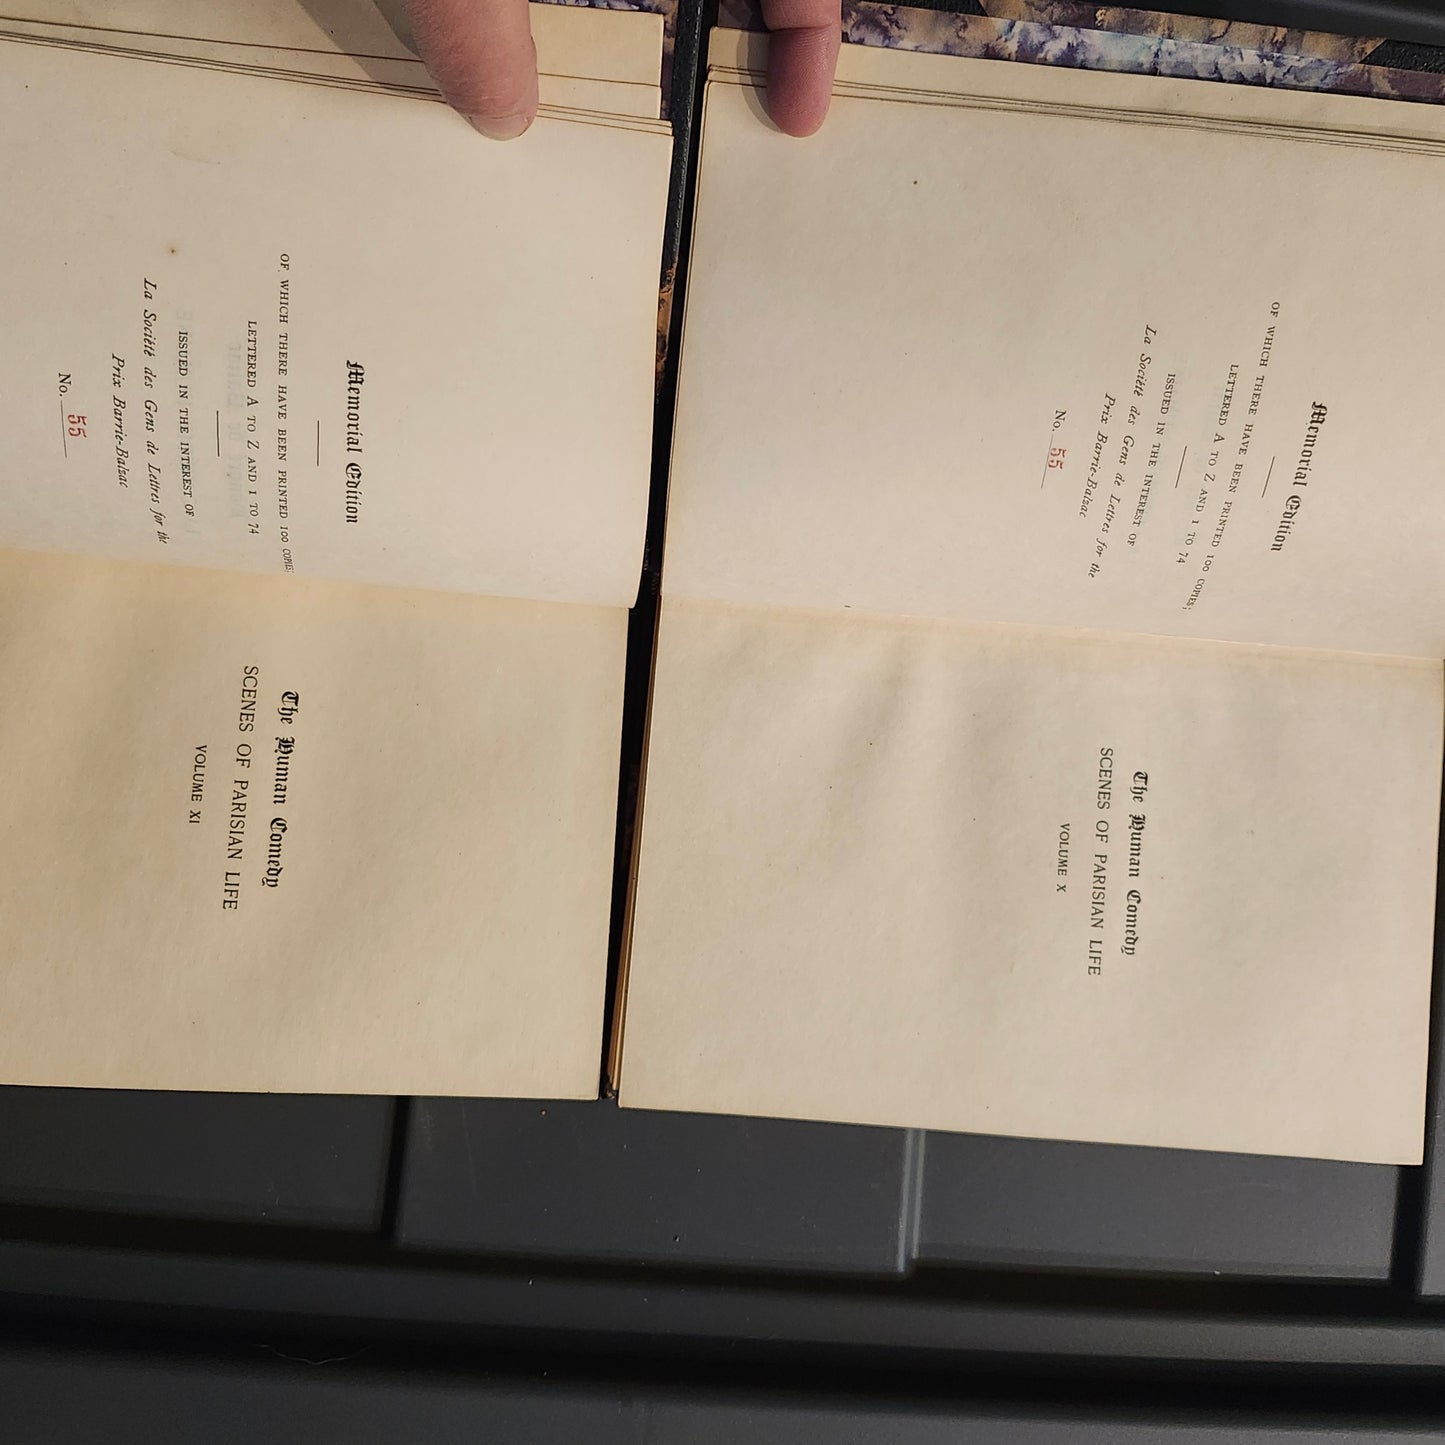 Memorial Edition
OF WHICH THERE HAVE BEEN PRINTED 100 COPIES;
LETTERED A TO Z AND 1 TO 74
ISSUED IN THE INTEREST OF
La Société des Gens de Lettres for the
Prix Barrie-Balzac
No. 55
The Human Comedy
SCENES OF PARISIAN LIFE
VOLUME XI
Memorial Edition
OF WHICH THERE HAVE BEEN PRINTED 100 COPIES;
LETTERED A TO Z AND 1 TO 74
ISSUED IN THE INTEREST OF
La Société des Gens de Lettres for the
Prix Barrie-Balzac
No. 55
The Human Comedy
SCENES OF PARISIAN LIFE
VOLUME X